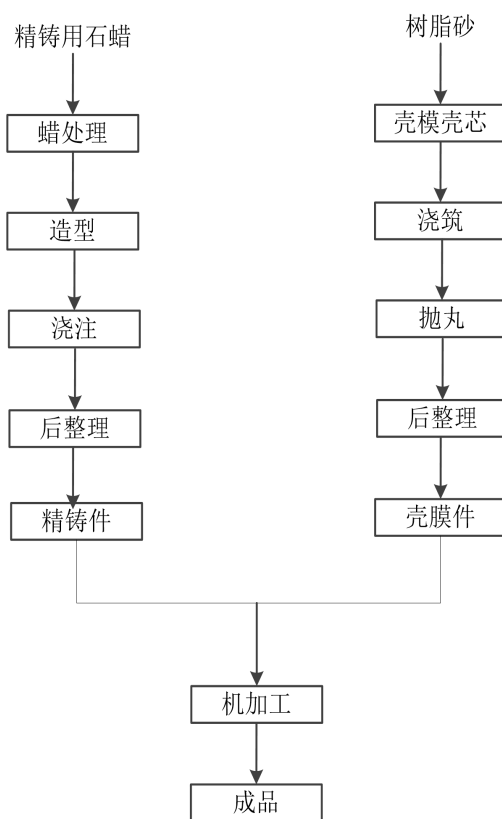 精铸用石蜡
蜡处理
造型
浇注
后整理
精铸件
树脂砂
壳模壳芯
浇筑
抛丸
后整理
壳膜件
机加工
成品